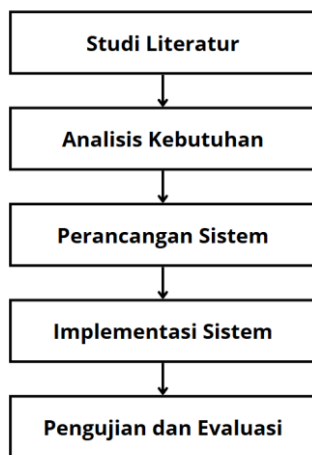 Studi Literatur
Analisis Kebutuhan
Perancangan Sistem
Implementasi Sistem
Pengujian dan Evaluasi